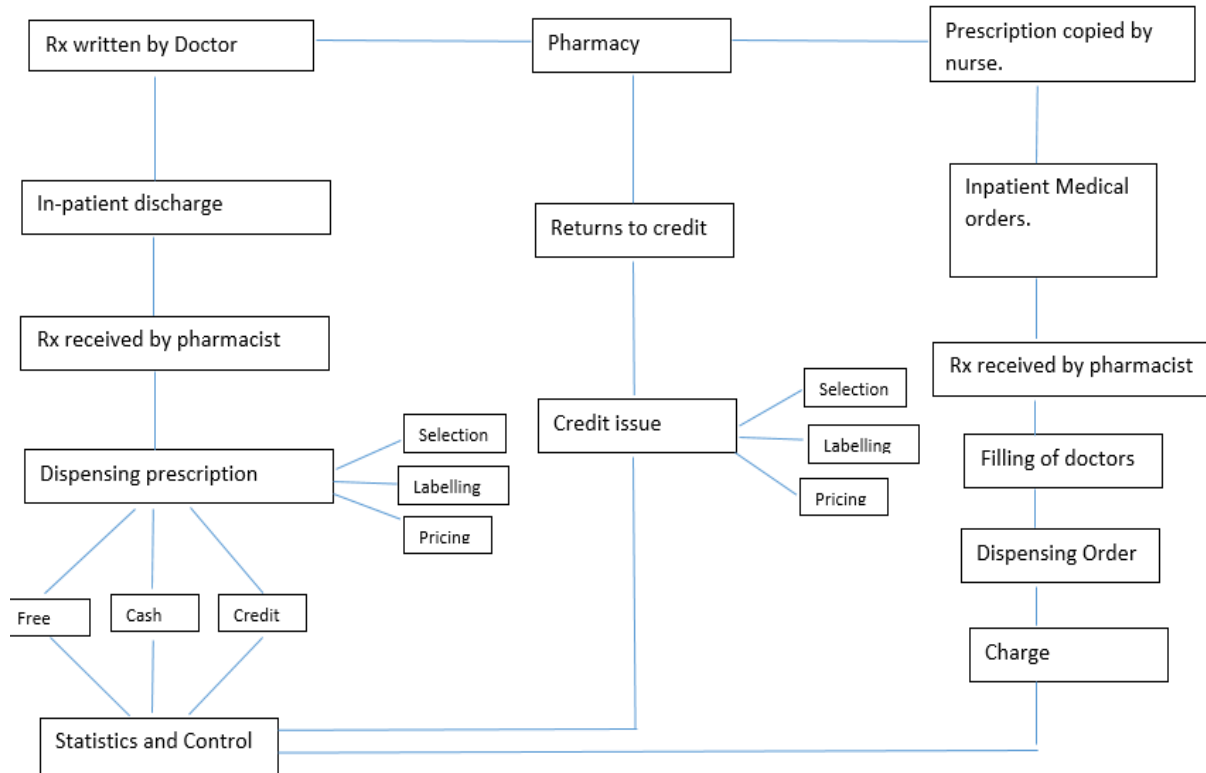 Rx written by Doctor
Pharmacy
Prescription copied by
nurse.
In-patient discharge
Returns to credit
Inpatient Medical
orders.
Rx received by pharmacist
Rx received by pharmacist
Selection
Credit issue
Selection
Labelling
Pricing
Dispensing prescription
Labelling
Pricing
Filling of doctors
Dispensing Order
Free
Cash
Credit
Charge
Statistics and Control